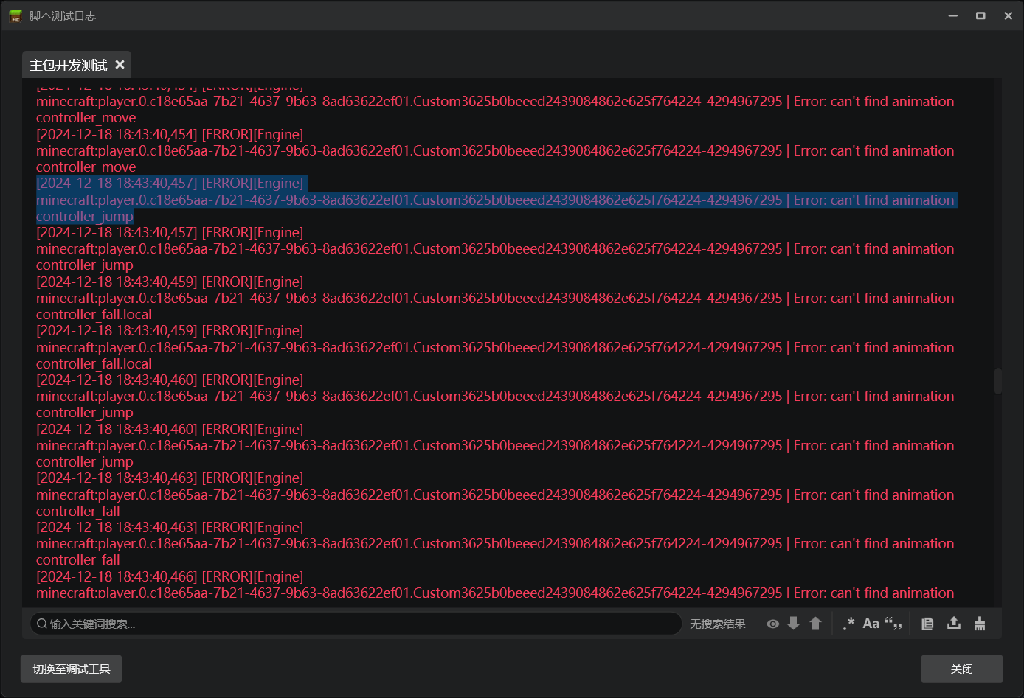 脚本测试日志
主包开发测试
minecraft:player.0.c18e65aa-7b21-4637-9b63-8ad63622ef01.Custom3625b0beeed2439084862e625f764224-4294967295 | Error: can't find animation
controller_move
[2024-12-18 18:43:40,454] [ERROR][Engine]
minecraft:player.0.c18e65aa-7b21-4637-9b63-8ad63622ef01.Custom3625b0beeed2439084862e625f764224-4294967295 | Error: can't find animation
controller_move
[2024-12-18 18:43:40,457] [ERROR][Engine]
minecraft:player.0.c18e65aa-7b21-4637-9b63-8ad63622ef01.Custom3625b0beeed2439084862e625f764224-4294967295 | Error: can't find animation
controller_jump
[2024-12-18 18:43:40,457] [ERROR][Engine]
minecraft:player.0.c18e65aa-7b21-4637-9b63-8ad63622ef01.Custom3625b0beeed2439084862e625f764224-4294967295 | Error: can't find animation
controller_jump
[2024-12-18 18:43:40,459] [ERROR][Engine]
minecraft:player.0.c18e65aa-7b21-4637-9b63-8ad63622ef01.Custom3625b0beeed2439084862e625f764224-4294967295 | Error: can't find animation
controller_fall.local
[2024-12-18 18:43:40,459] [ERROR][Engine]
minecraft:player.0.c18e65aa-7b21-4637-9b63-8ad63622ef01.Custom3625b0beeed2439084862e625f764224-4294967295 | Error: can't find animation
controller_fall.local
[2024-12-18 18:43:40,460] [ERROR][Engine]
minecraft:player.0.c18e65aa-7b21-4637-9b63-8ad63622ef01.Custom3625b0beeed2439084862e625f764224-4294967295 | Error: can't find animation
controller_jump
[2024-12-18 18:43:40,460] [ERROR][Engine]
minecraft:player.0.c18e65aa-7b21-4637-9b63-8ad63622ef01.Custom3625b0beeed2439084862e625f764224-4294967295 | Error: can't find animation
controller_jump
[2024-12-18 18:43:40,463] [ERROR][Engine]
minecraft:player.0.c18e65aa-7b21-4637-9b63-8ad63622ef01.Custom3625b0beeed2439084862e625f764224-4294967295 | Error: can't find animation
controller_fall
[2024-12-18 18:43:40,463] [ERROR][Engine]
minecraft:player.0.c18e65aa-7b21-4637-9b63-8ad63622ef01.Custom3625b0beeed2439084862e625f764224-4294967295 | Error: can't find animation
controller_fall
[2024-12-18 18:43:40,466] [ERROR][Engine]
minecraft:player.0.c18e65aa-7b21-4637-9b63-8ad63622ef01.Custom3625b0beeed2439084862e625f764224-4294967295 | Error: can't find animation
输入关键词搜索... 无搜索结果 .* Aa “”,,
切换至调试工具 关闭